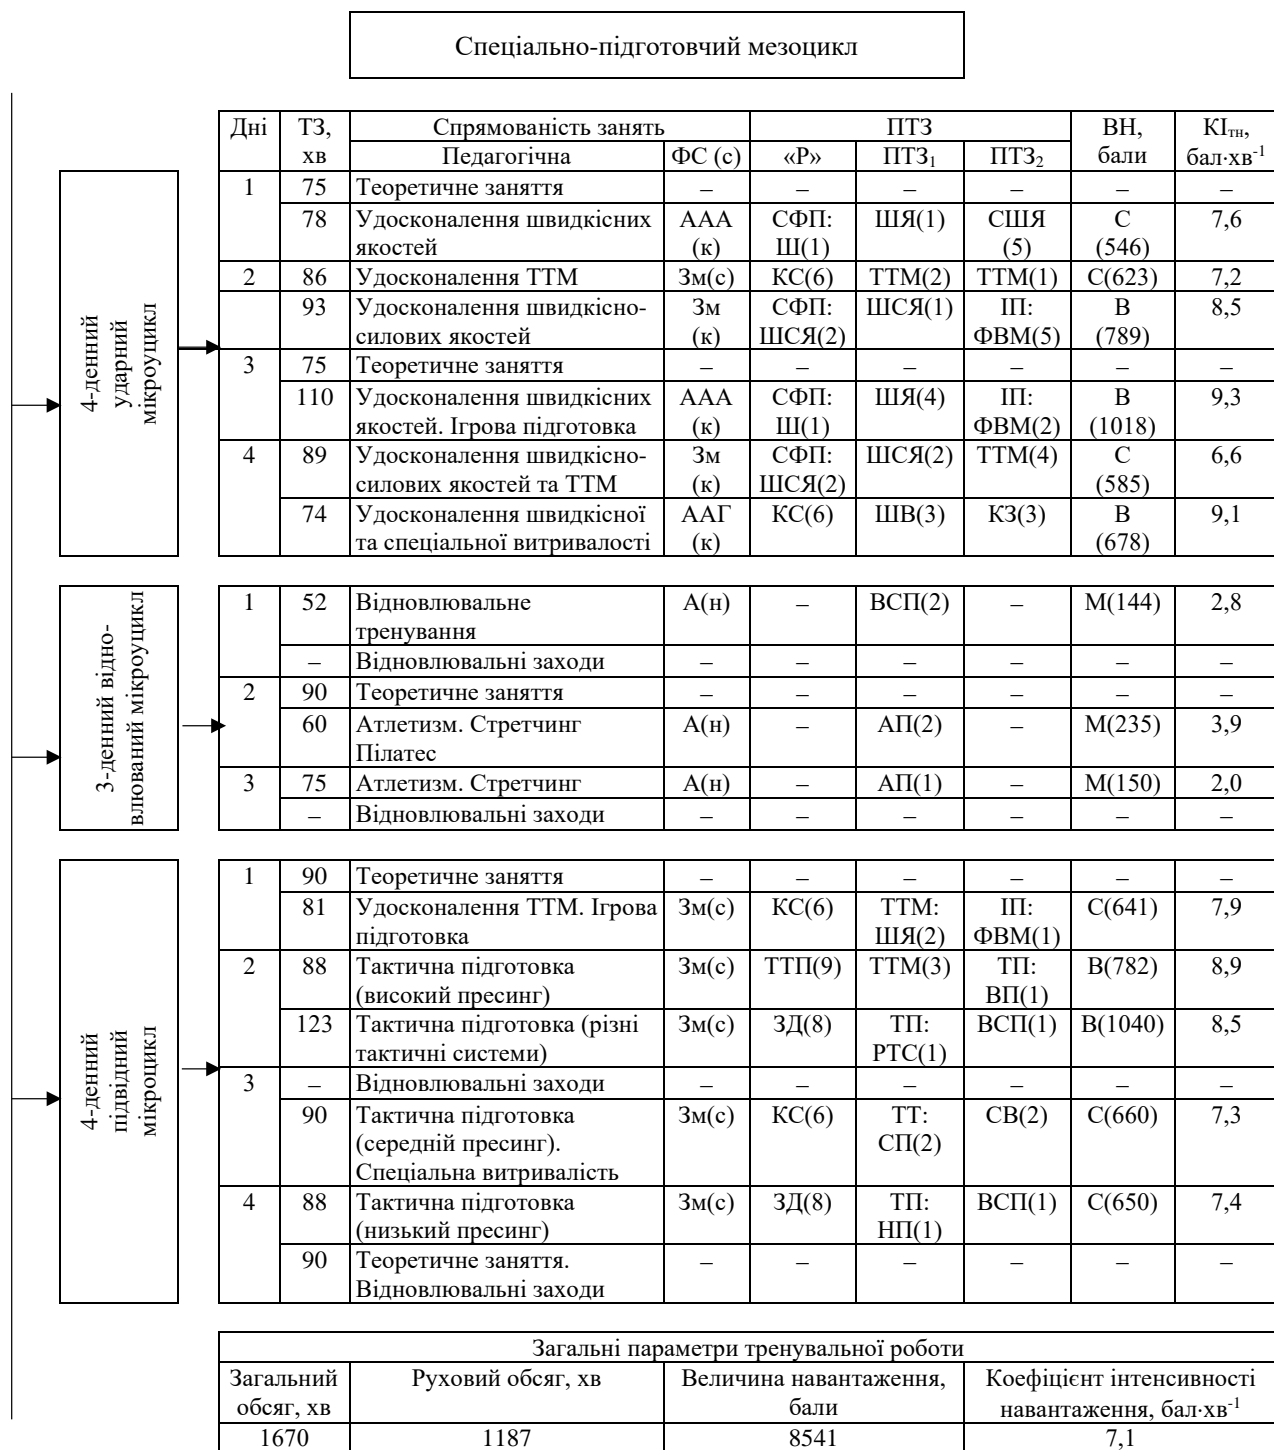 Спеціально-підготовчий мезоцикл
Дні ТЗ, Спрямованість занять ПТЗ ВН, КІтн,
хв Педагогічна ФС (с) «Р» ПТЗ₁ ПТЗ₂ бали бал·хв⁻¹
4-денний
ударний
мікроуцикл
1 75 Теоретичне заняття – – – – – –
78 Удосконалення швидкісних ААА СФП: ШЯ(1) СШЯ С 7,6
якостей (к) Ш(1) (5) (546)
2 86 Удосконалення ТТМ Зм(с) КС(6) ТТМ(2) ТТМ(1) С(623) 7,2
93 Удосконалення швидкісно- Зм СФП: ШСЯ(1) ІП: В 8,5
силових якостей (к) ШСЯ(2) ФВМ(5) (789)
3 75 Теоретичне заняття – – – – – –
110 Удосконалення швидкісних ААА СФП: ШЯ(4) ІП: В 9,3
якостей. Ігрова підготовка (к) Ш(1) ФВМ(2) (1018)
4 89 Удосконалення швидкісно- Зм СФП: ШСЯ(2) ТТМ(4) С 6,6
силових якостей та ТТМ (к) ШСЯ(2) (585)
74 Удосконалення швидкісної ААГ КС(6) ШВ(3) КЗ(3) В 9,1
та спеціальної витривалості (к) (678)
3-денний відно-
влюваний мікроуцикл
1 52 Відновлювальне А(н) – ВСП(2) – М(144) 2,8
тренування
– Відновлювальні заходи – – – – – –
2 90 Теоретичне заняття – – – – – –
60 Атлетизм. Стретчинг А(н) – АП(2) – М(235) 3,9
Пілатес
3 75 Атлетизм. Стретчинг А(н) – АП(1) – М(150) 2,0
– Відновлювальні заходи – – – – – –
4-денний
підвідний
мікроцикл
1 90 Теоретичне заняття – – – – – –
81 Удосконалення ТТМ. Ігрова Зм(с) КС(6) ТТМ: ІП: С(641) 7,9
підготовка ШЯ(2) ФВМ(1)
2 88 Тактична підготовка Зм(с) ТТП(9) ТТМ(3) ТП: В(782) 8,9
(високий пресинг) ВП(1)
123 Тактична підготовка (різні Зм(с) ЗД(8) ТП: ВСП(1) В(1040) 8,5
тактичні системи) РТС(1)
3 – Відновлювальні заходи – – – – – –
90 Тактична підготовка Зм(с) КС(6) ТТ: СВ(2) С(660) 7,3
(середній пресинг). СП(2)
Спеціальна витривалість
4 88 Тактична підготовка Зм(с) ЗД(8) ТП: ВСП(1) С(650) 7,4
(низький пресинг) НП(1)
90 Теоретичне заняття. – – – – – –
Відновлювальні заходи
Загальні параметри тренувальної роботи
Загальний Руховий обсяг, хв Величина навантаження, Коефіцієнт інтенсивності
обсяг, хв бали навантаження, бал·хв⁻¹
1670 1187 8541 7,1